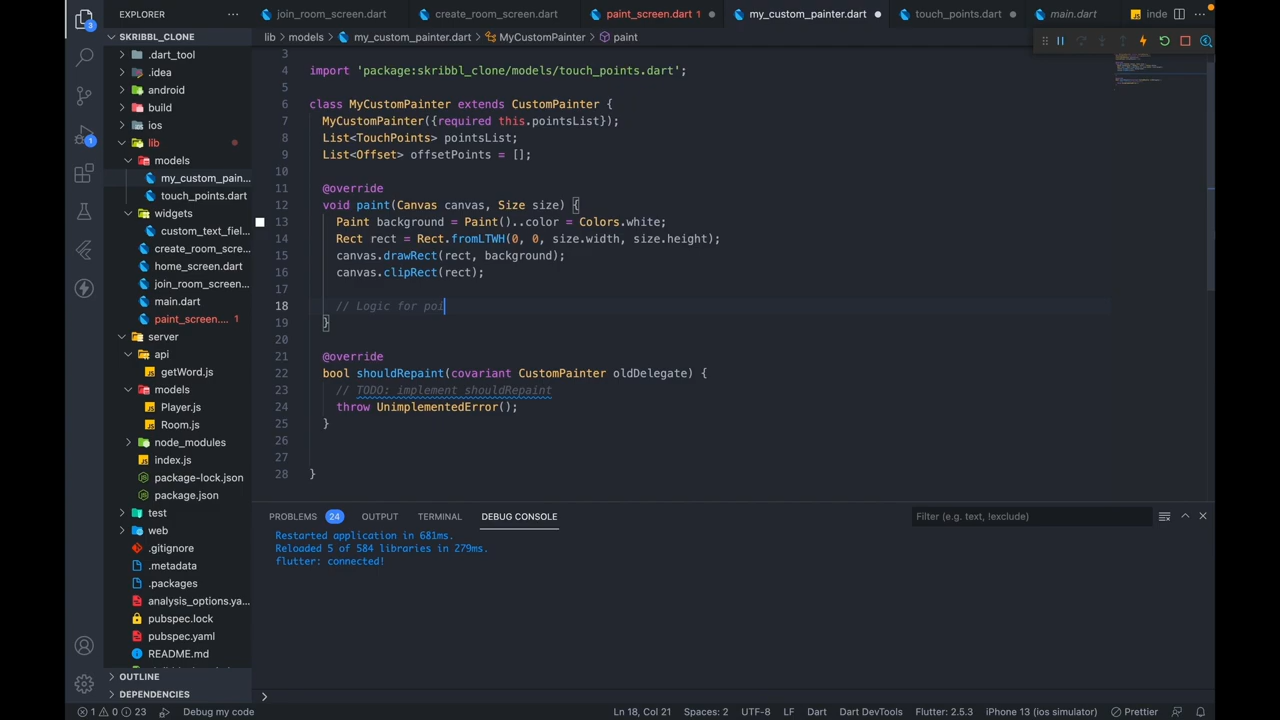 EXPLORER
SKRIBBL_CLONE
.dart_tool
.idea
android
build
ios
lib
models
my_custom_pain...
touch_points.dart
widgets
custom_text_fiel...
create_room_scre...
home_screen.dart
join_room_screen...
main.dart
paint_screen.... 1
server
api
getWord.js
models
Player.js
Room.js
node_modules
index.js
package-lock.json
package.json
test
web
.gitignore
.metadata
.packages
analysis_options.ya...
pubspec.lock
pubspec.yaml
README.md
OUTLINE
DEPENDENCIES
3
1
join_room_screen.dart
create_room_screen.dart
paint_screen.dart 1
my_custom_painter.dart
touch_points.dart
main.dart
inde
lib > models > my_custom_painter.dart > MyCustomPainter > paint
3
4 import 'package:skribbl_clone/models/touch_points.dart';
5
6 class MyCustomPainter extends CustomPainter {
7 MyCustomPainter({required this.pointsList});
8 List<TouchPoints> pointsList;
9 List<Offset> offsetPoints = [];
10
11 @override
12 void paint(Canvas canvas, Size size) {
13 Paint background = Paint()..color = Colors.white;
14 Rect rect = Rect.fromLTWH(0, 0, size.width, size.height);
15 canvas.drawRect(rect, background);
16 canvas.clipRect(rect);
17
18 // Logic for poi
19 }
20
21 @override
22 bool shouldRepaint(covariant CustomPainter oldDelegate) {
23 // TODO: implement shouldRepaint
24 throw UnimplementedError();
25 }
26
27
28 }
PROBLEMS 24 OUTPUT TERMINAL DEBUG CONSOLE Filter (e.g. text, !exclude)
Restarted application in 681ms.
Reloaded 5 of 584 libraries in 279ms.
flutter: connected!
1 0 23 Debug my code Ln 18, Col 21 Spaces: 2 UTF-8 LF Dart Dart DevTools Flutter: 2.5.3 iPhone 13 (ios simulator) Prettier